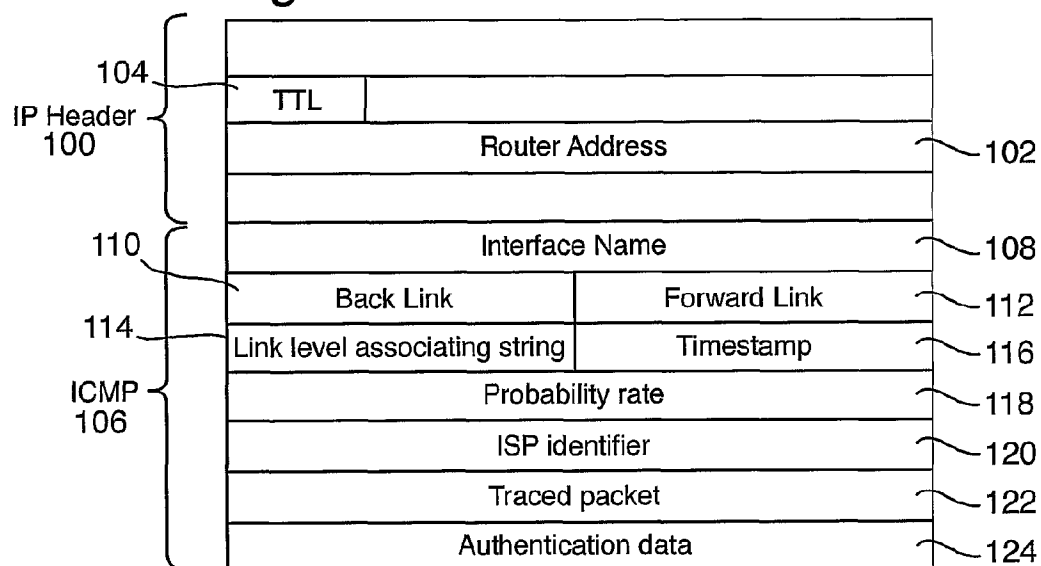 104
TTL
IP Header
100
Router Address
102
110
Interface Name
108
Back Link
Forward Link
112
114
Link level associating string
Timestamp
116
ICMP
106
Probability rate
118
ISP identifier
120
Traced packet
122
Authentication data
124